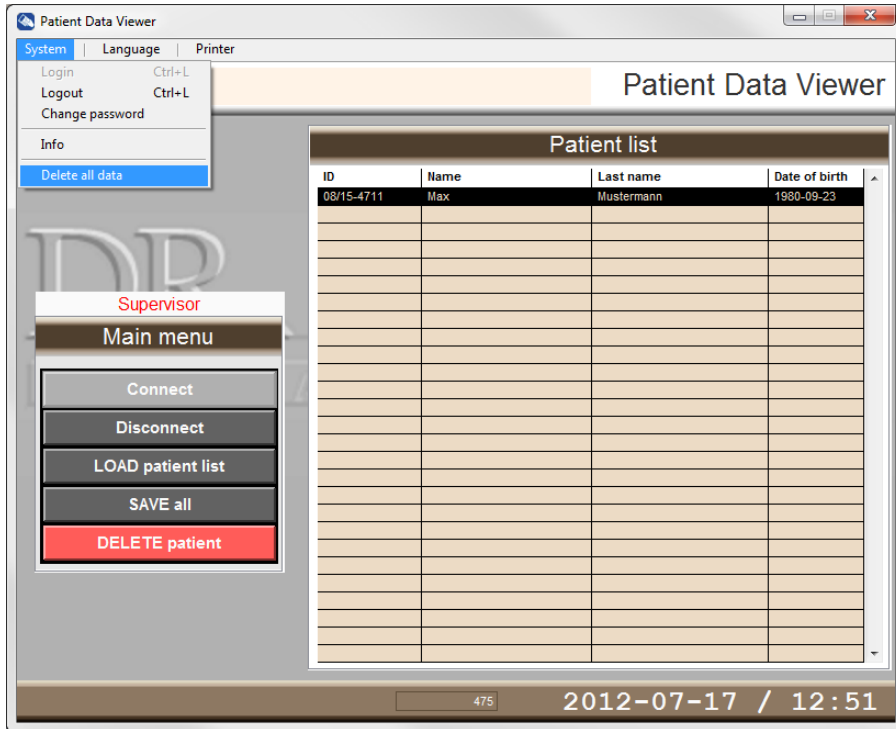 Patient Data Viewer
System | Language | Printer
Login Ctrl+L
Logout Ctrl+L
Change password
Info
Delete all data
Patient Data Viewer
Patient list
ID Name Last name Date of birth
08/15-4711 Max Mustermann 1980-09-23
DR
Supervisor
Main menu
Connect
Disconnect
LOAD patient list
SAVE all
DELETE patient
475
2012-07-17 / 12:51